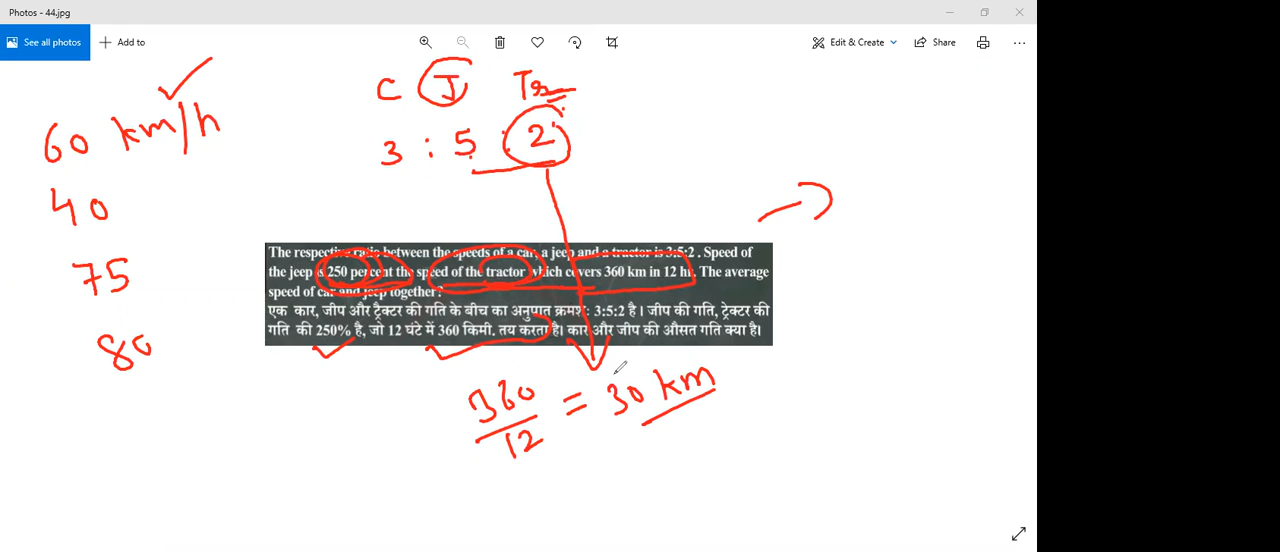 Photos - 44.jpg
See all photos
Add to
Edit & Create
Share
C J Tr
60 km/h
3 : 5 : 2
40
The respective ratio between the speeds of a car, a jeep and a tractor is 3:5:2 . Speed of
the jeep is 250 percent the speed of the tractor which covers 360 km in 12 hr. The average
speed of car and jeep together?
75
एक कार, जीप और ट्रैक्टर की गति के बीच का अनुपात क्रमश: 3:5:2 है। जीप की गति, ट्रेक्टर की
गति की 250% है, जो 12 घंटे में 360 किमी. तय करता है। कार और जीप की औसत गति क्या है।
80
360/12 = 30 km